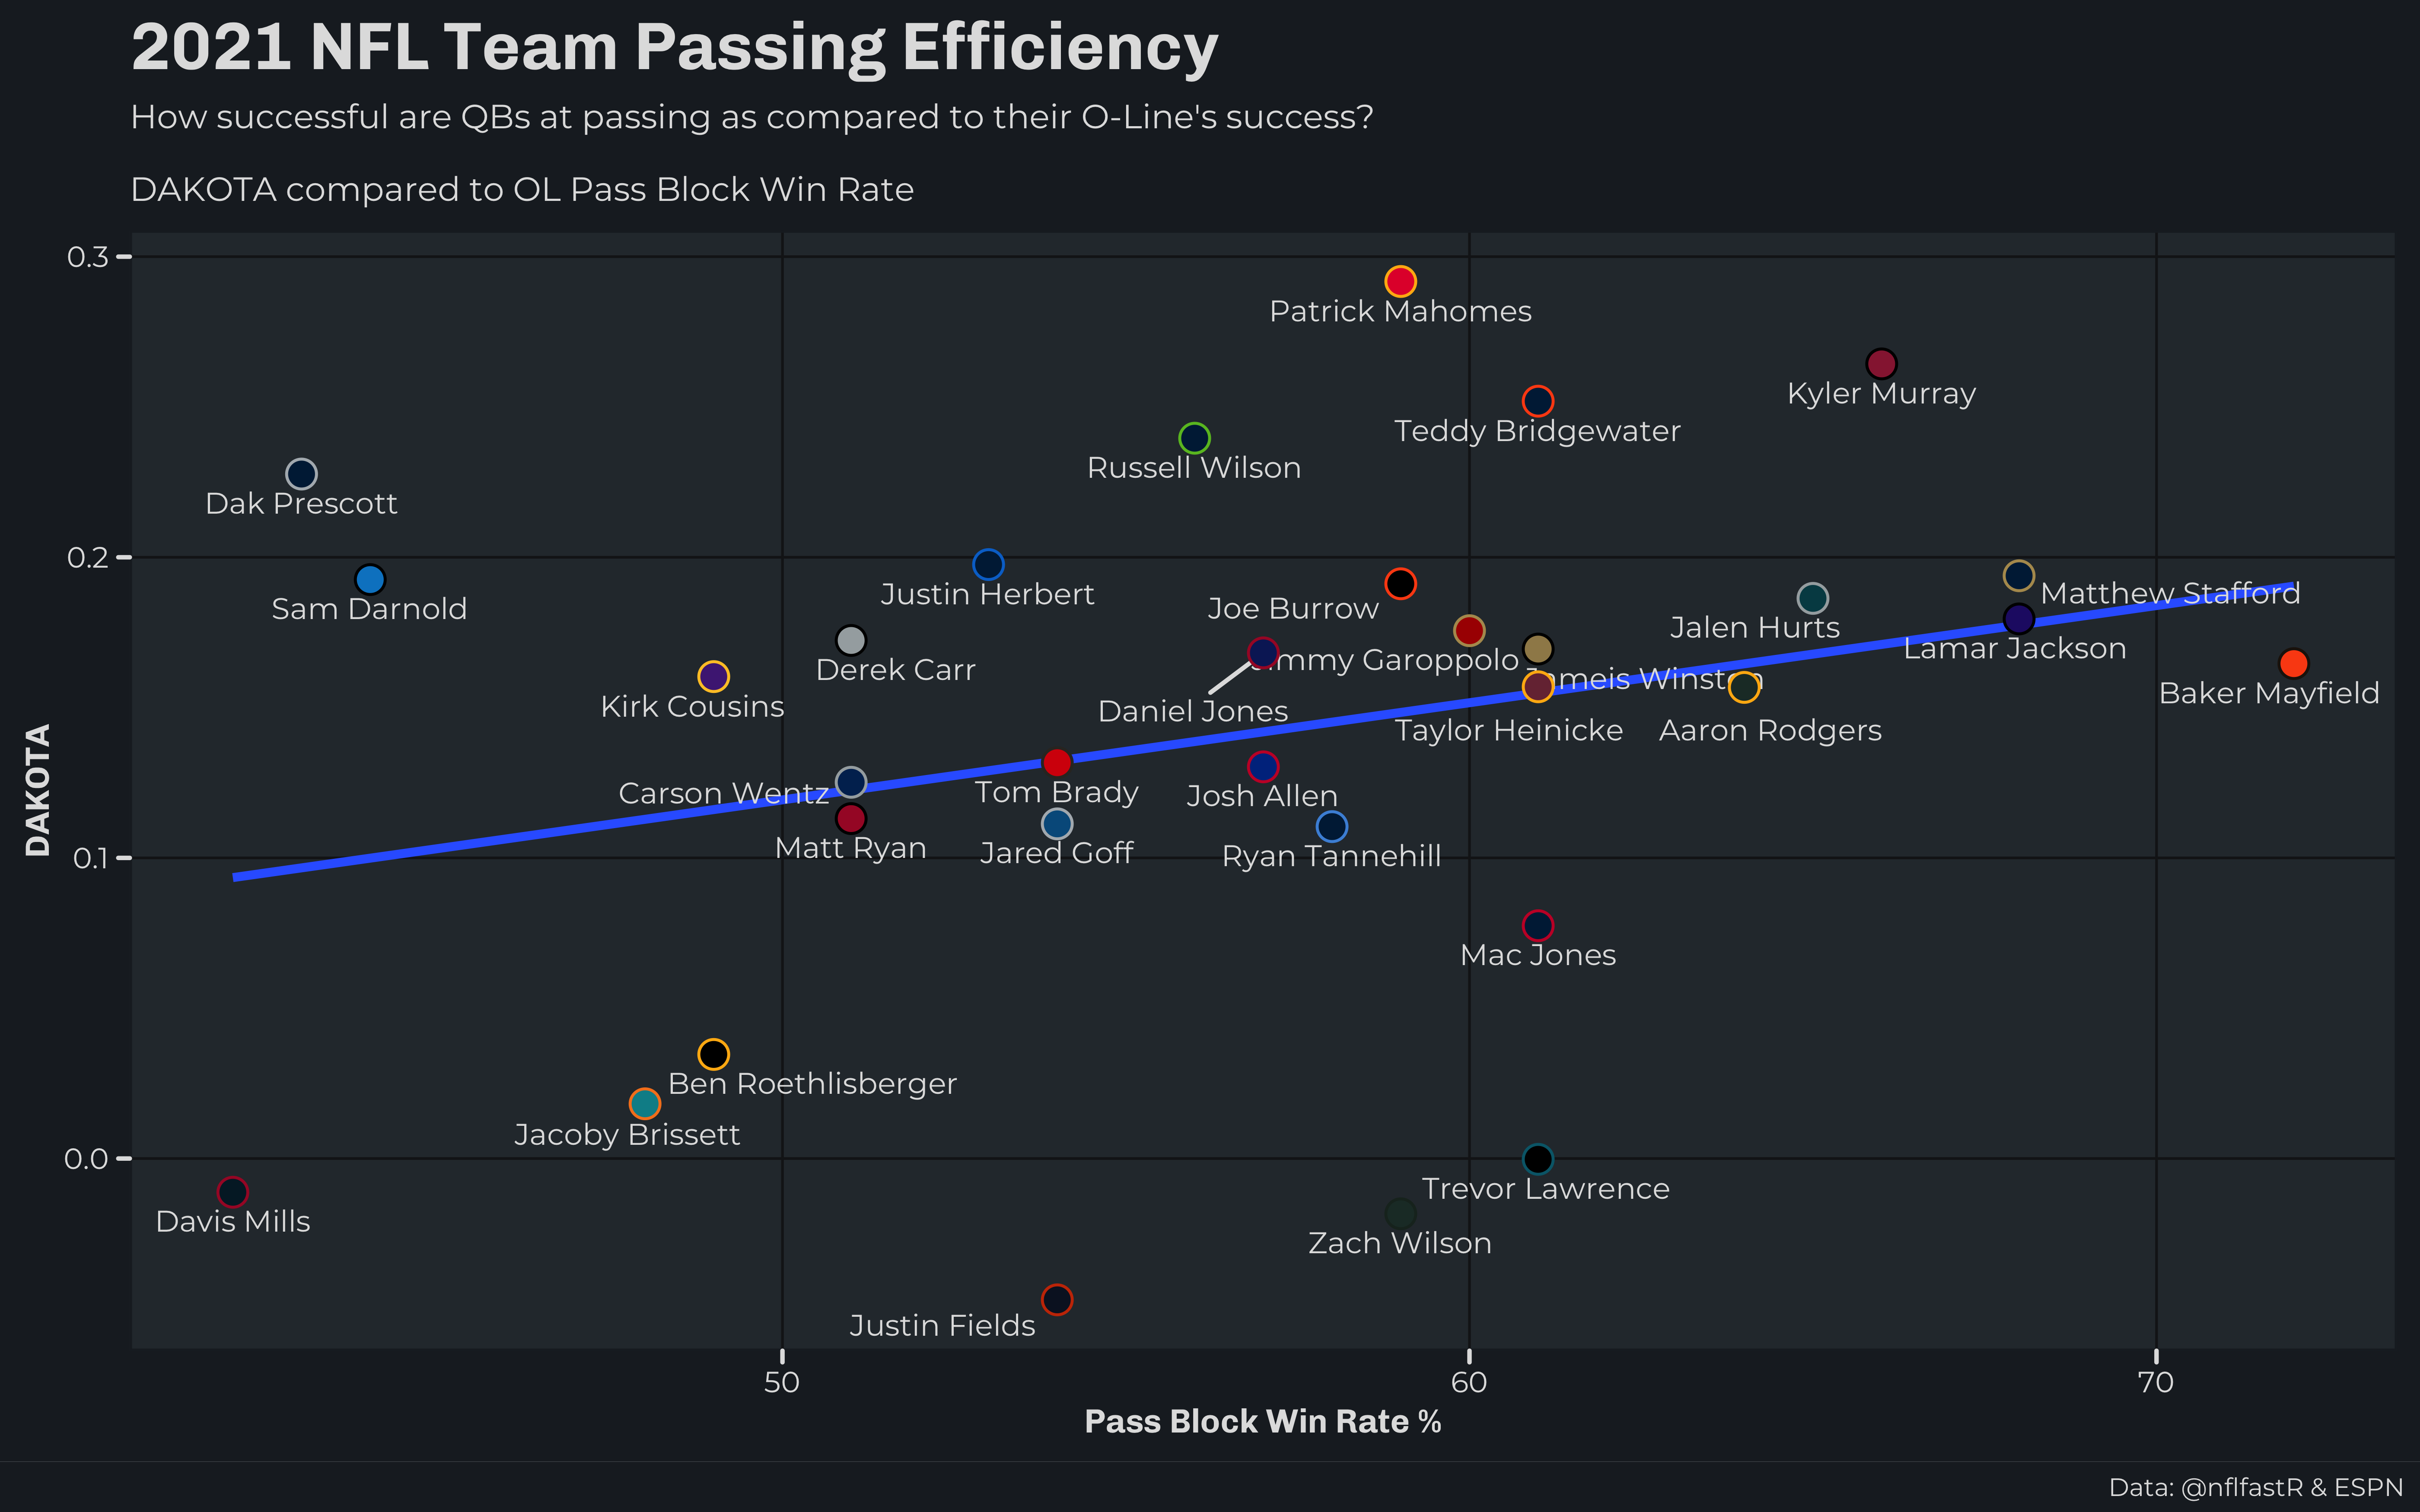 2021 NFL Team Passing Efficiency
How successful are QBs at passing as compared to their O-Line's success?
DAKOTA compared to OL Pass Block Win Rate
0.3
Patrick Mahomes
Kyler Murray
Teddy Bridgewater
Russell Wilson
Dak Prescott
0.2
Justin Herbert
Matthew Stafford
Sam Darnold
Joe Burrow
Jalen Hurts
Lamar Jackson
Jimmy Garoppolo
Derek Carr
Jameis Winston
Baker Mayfield
Kirk Cousins
Daniel Jones
Taylor Heinicke
Aaron Rodgers
Carson Wentz
Tom Brady
Josh Allen
Matt Ryan
Jared Goff
Ryan Tannehill
0.1
Mac Jones
Ben Roethlisberger
Jacoby Brissett
0.0
Trevor Lawrence
Davis Mills
Zach Wilson
Justin Fields
DAKOTA
50
60
70
Pass Block Win Rate %
Data: @nflfastR & ESPN